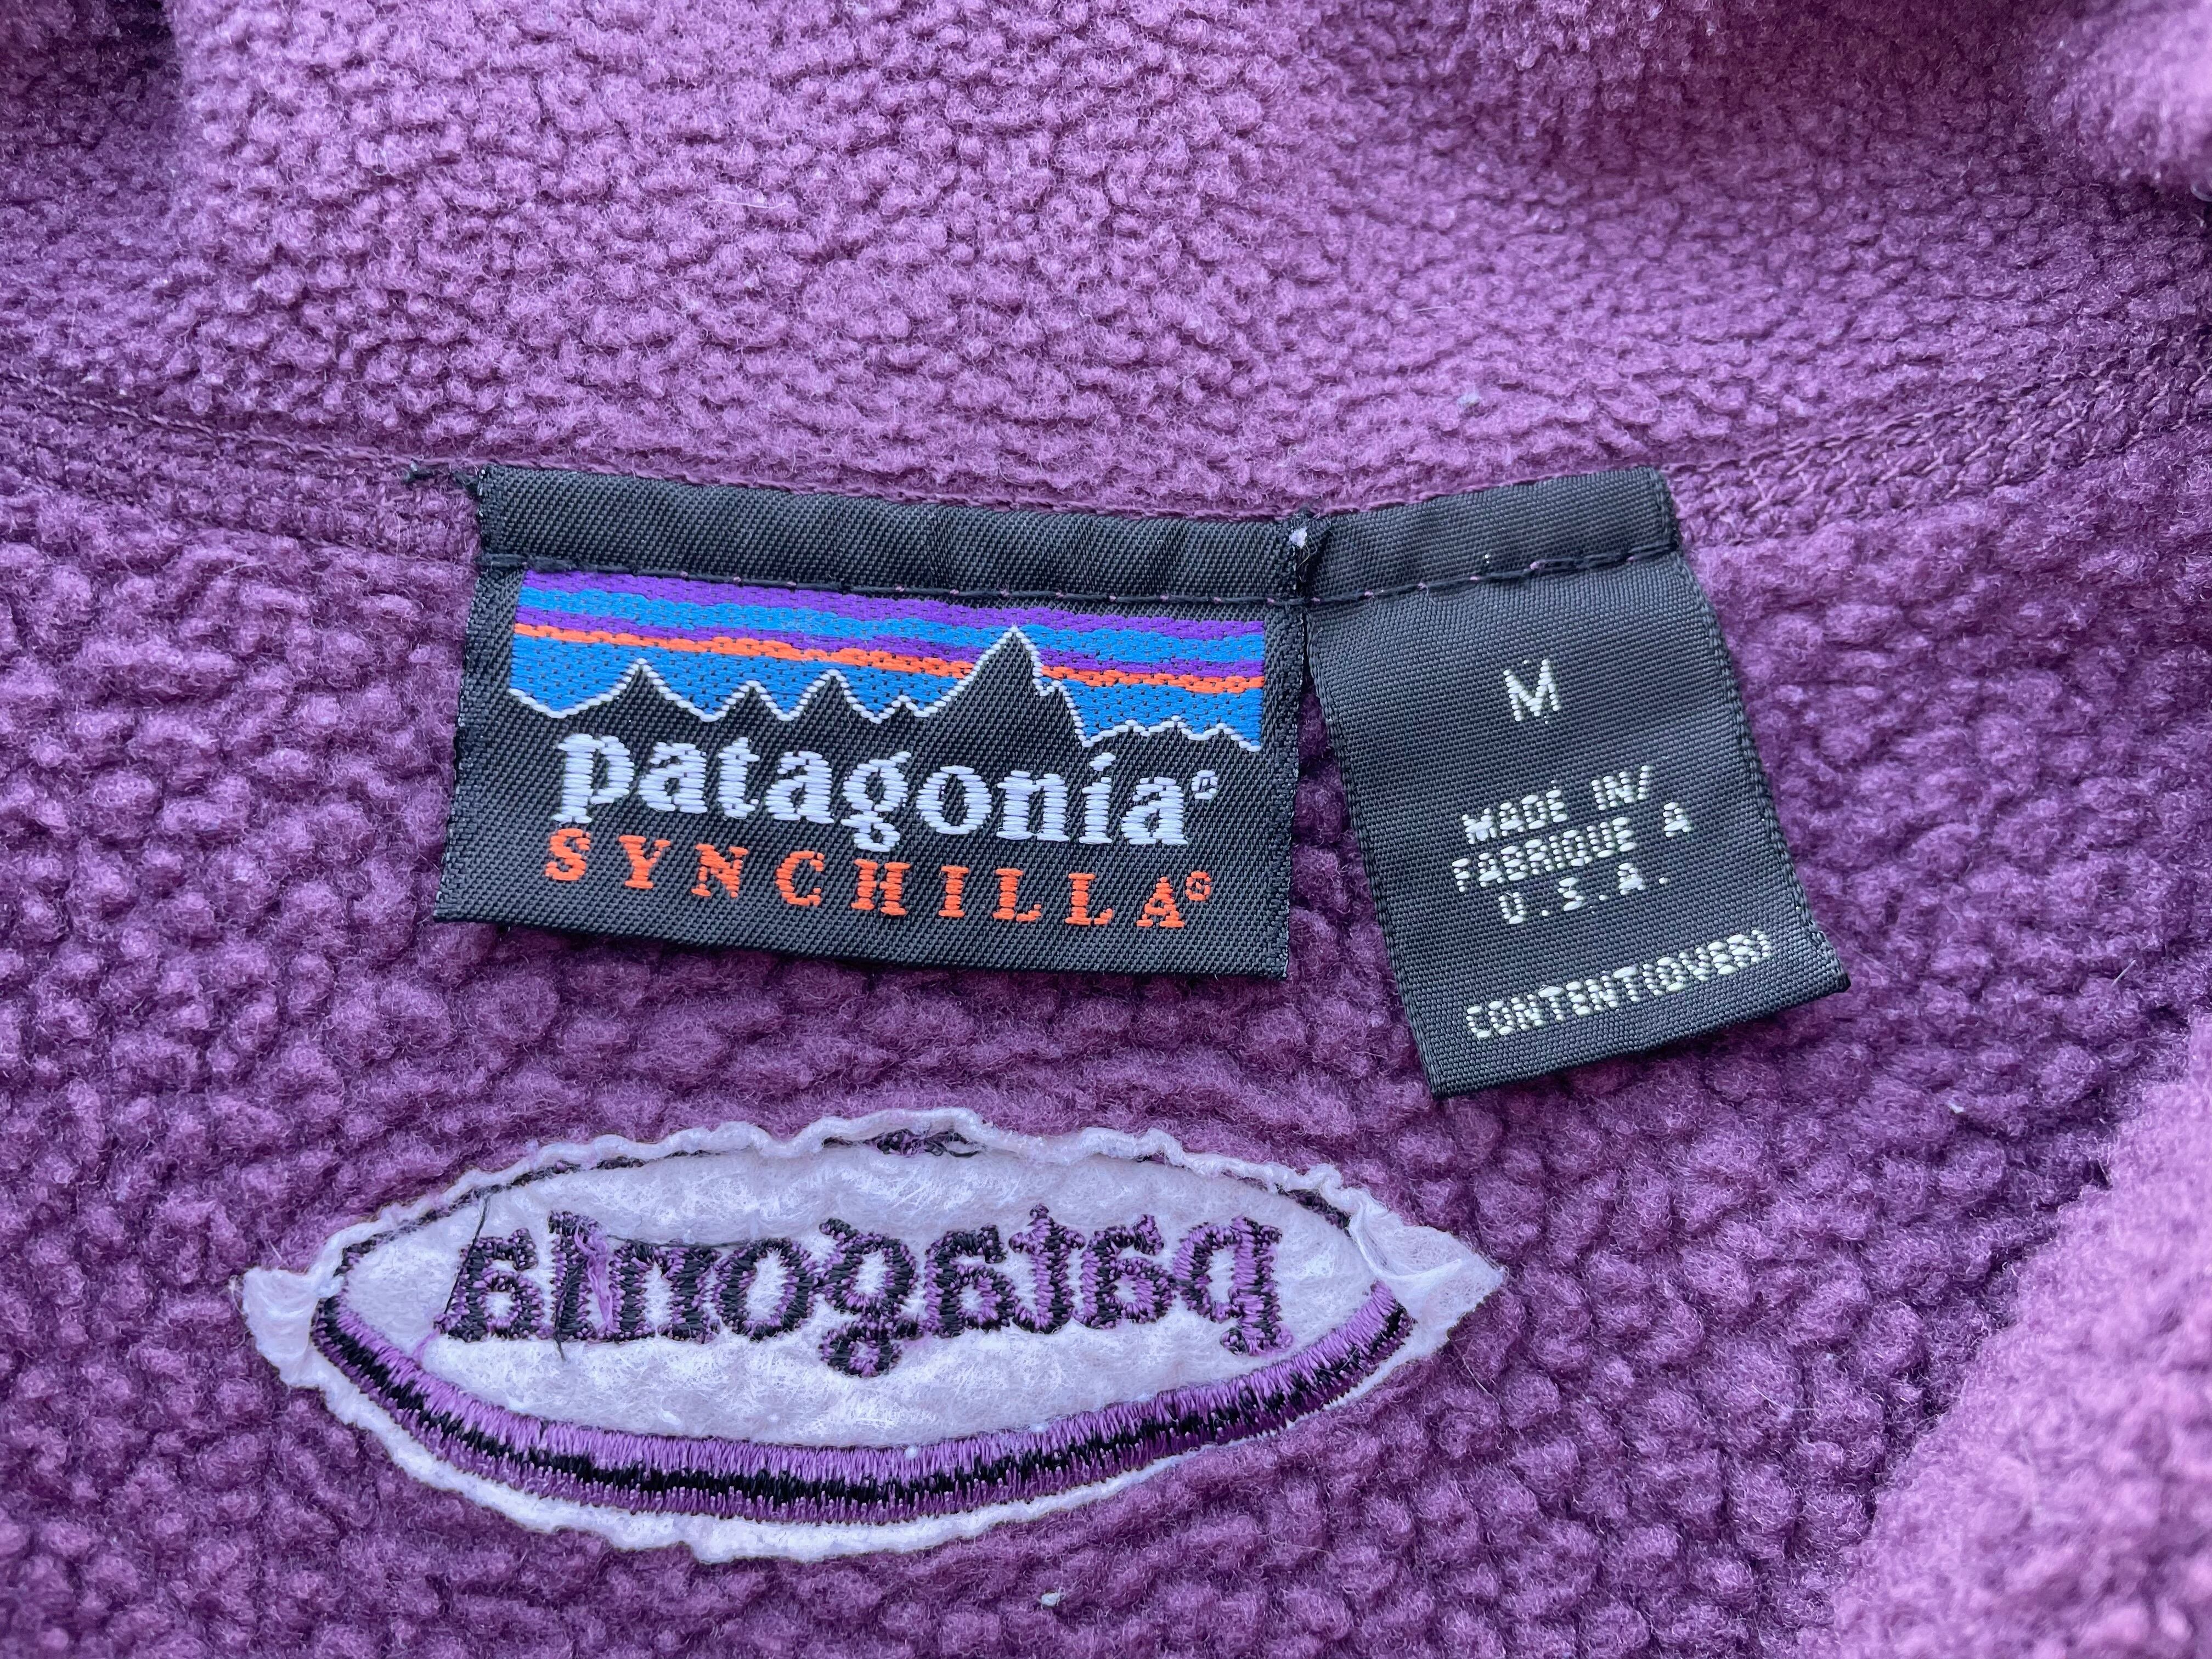 patagonia®
SYNCHILLA®
M
MADE IN/
FABRIQUE A
U.S.A.
CONTENT(OVER)
patagonia